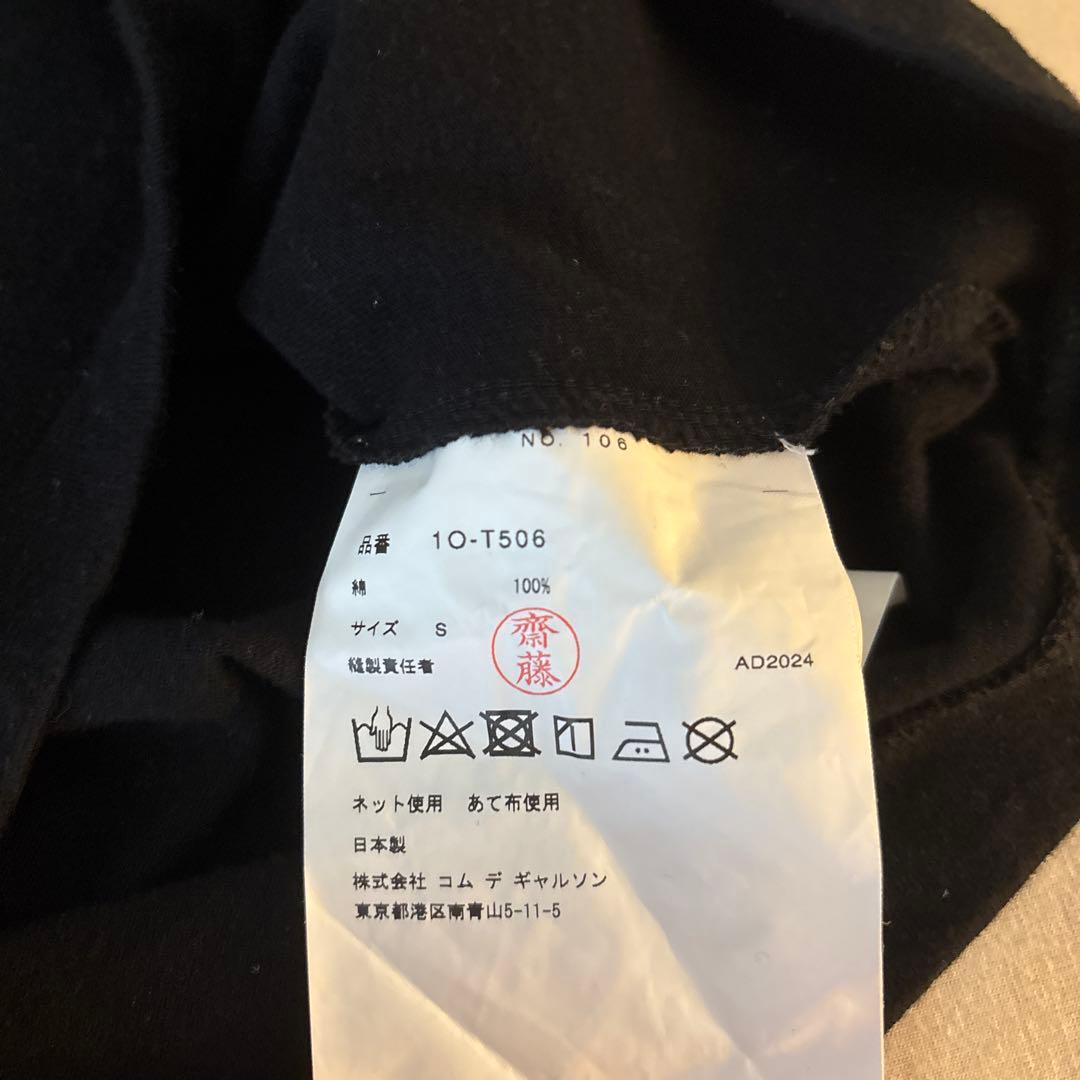 NO. 106
品番 1O-T506
綿 100%
サイズ S
齋藤
縫製責任者 AD2024
ネット使用 あて布使用
日本製
株式会社 コム デ ギャルソン
東京都港区南青山5-11-5